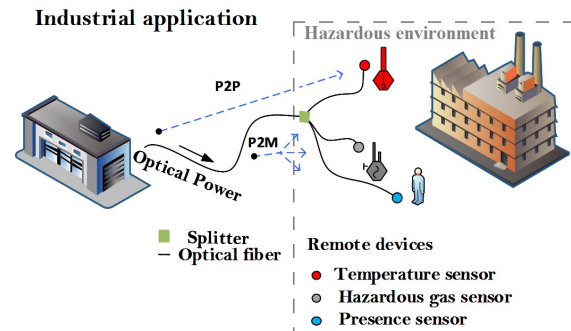 Industrial application
Hazardous environment
P2P
P2M
Optical Power
Splitter
Optical fiber
Remote devices
Temperature sensor
Hazardous gas sensor
Presence sensor